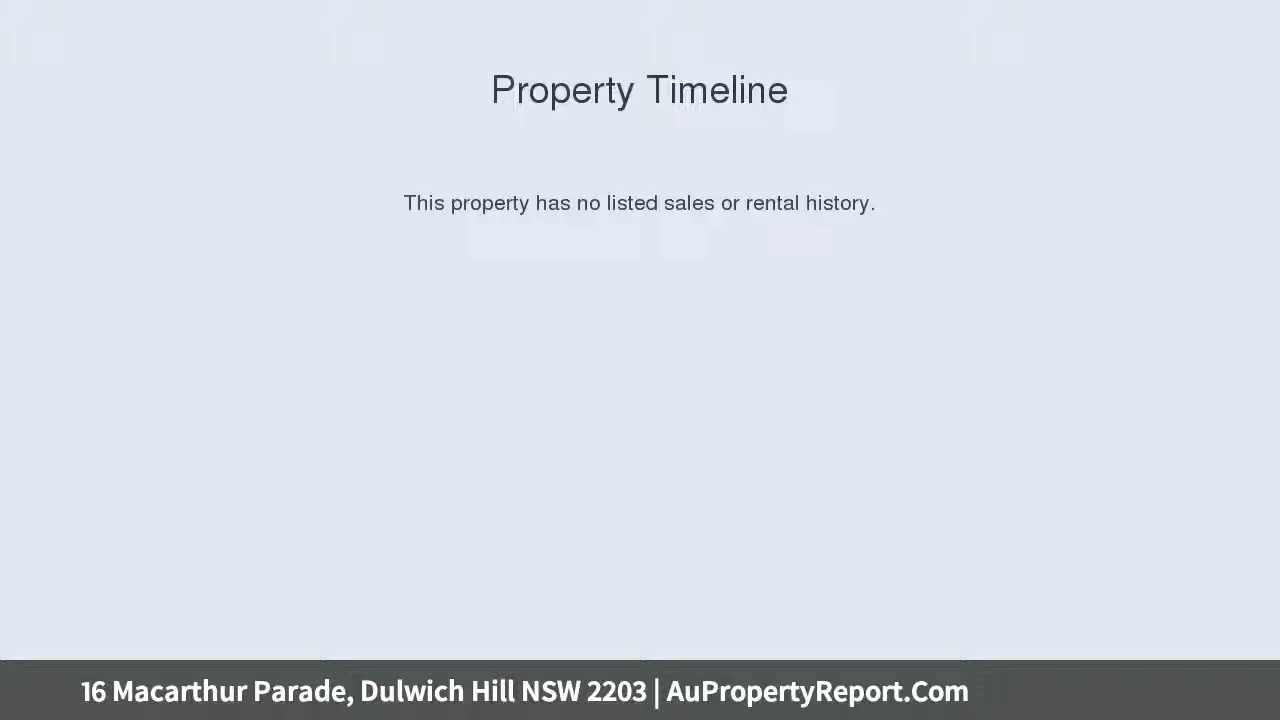 Property Timeline
This property has no listed sales or rental history.
16 Macarthur Parade, Dulwich Hill NSW 2203 | AuPropertyReport.Com